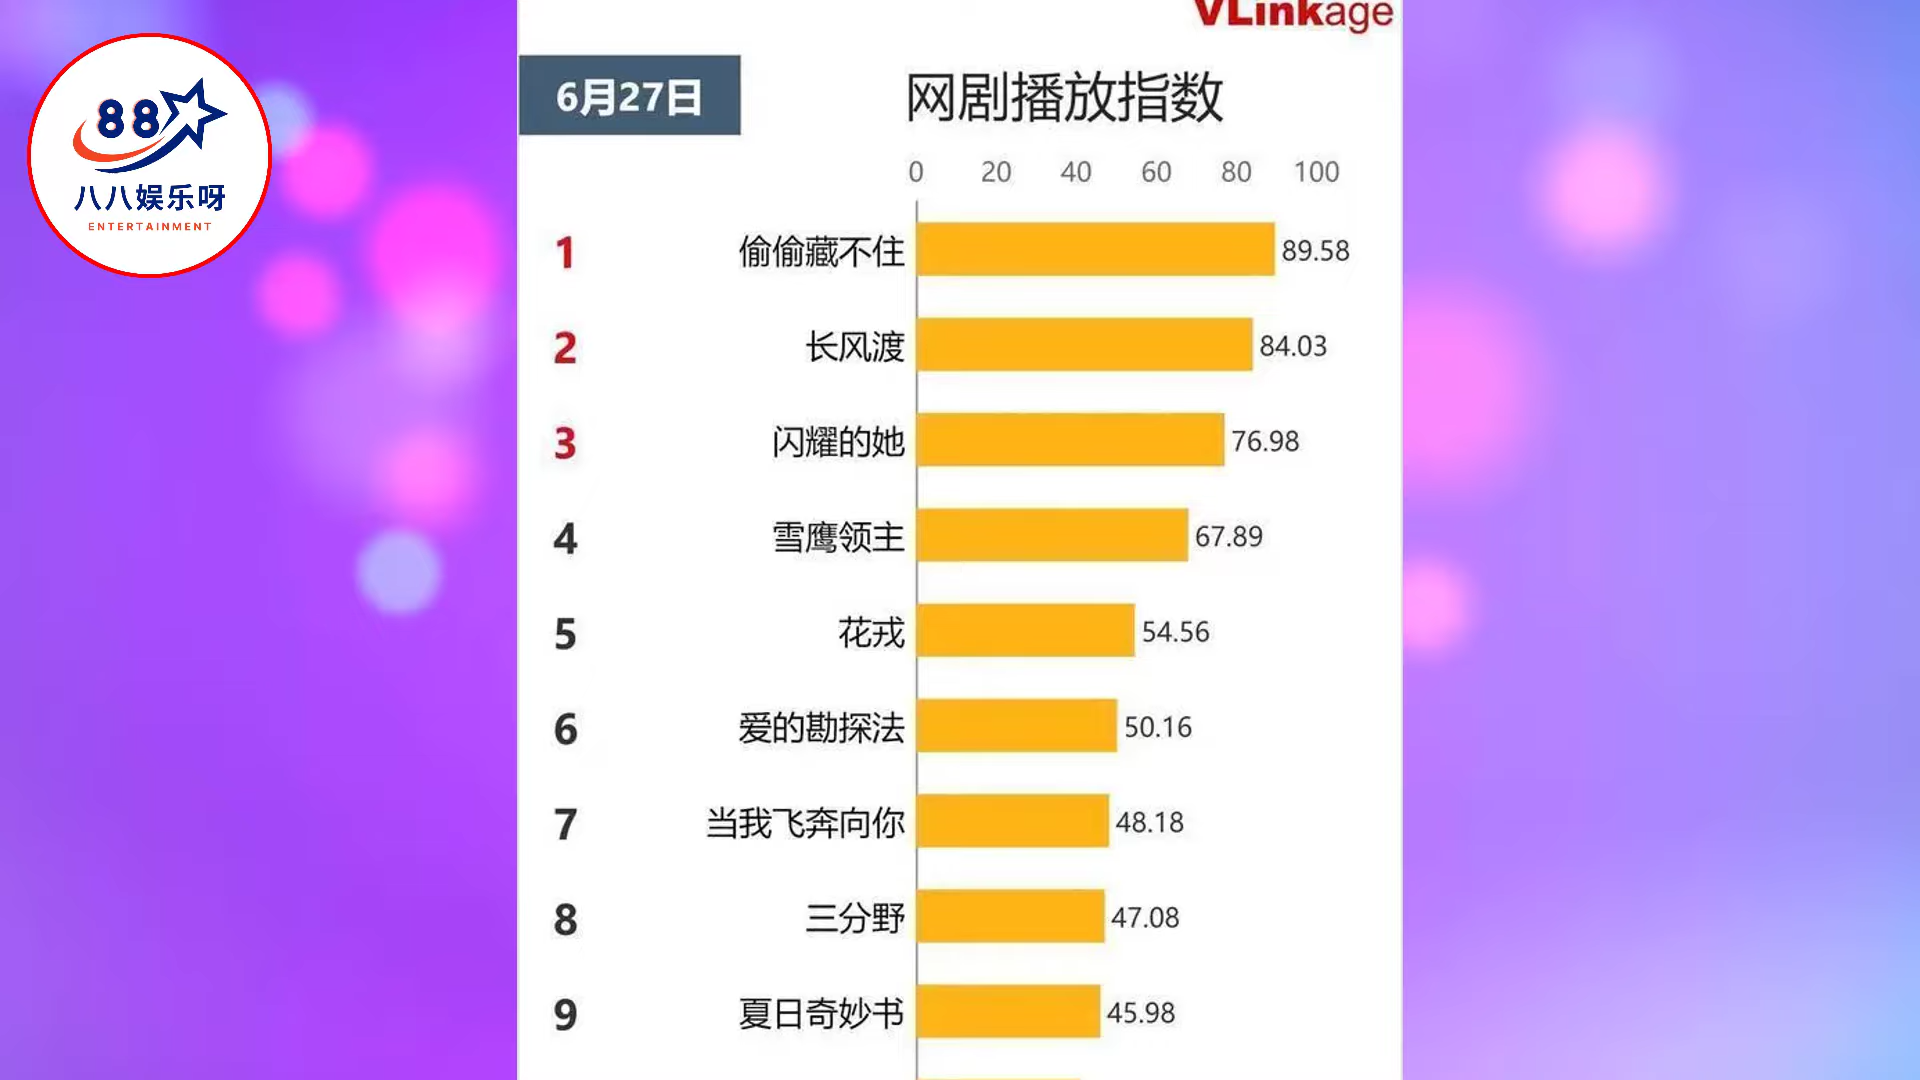 VLinkage
88
八八娱乐呀
ENTERTAINMENT
6月27日
网剧播放指数
0 20 40 60 80 100
1 偷偷藏不住 89.58
2 长风渡 84.03
3 闪耀的她 76.98
4 雪鹰领主 67.89
5 花戎 54.56
6 爱的勘探法 50.16
7 当我飞奔向你 48.18
8 三分野 47.08
9 夏日奇妙书 45.98